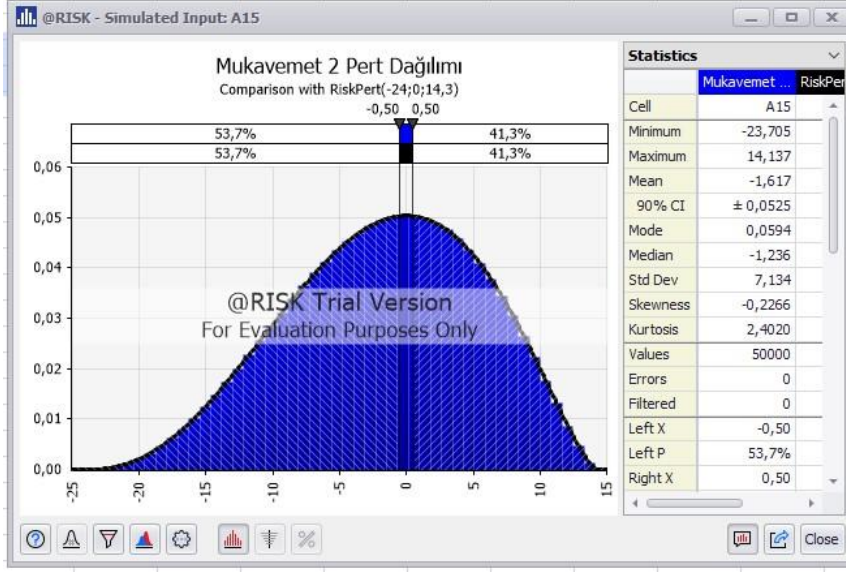 @RISK - Simulated Input: A15
Mukavemet 2 Pert Dağılımı
Comparison with RiskPert(-24;0;14,3)
-0,50 0,50
53,7% 41,3%
53,7% 41,3%
0,06
0,05
0,04
0,03
0,02
0,01
0,00
@RISK Trial Version
For Evaluation Purposes Only
-25 -20 -15 -10 -5 0 5 10 15
Statistics
Mukavemet ... RiskPer
Cell A15
Minimum -23,705
Maximum 14,137
Mean -1,617
90% CI ± 0,0525
Mode 0,0594
Median -1,236
Std Dev 7,134
Skewness -0,2266
Kurtosis 2,4020
Values 50000
Errors 0
Filtered 0
Left X -0,50
Left P 53,7%
Right X 0,50
Close